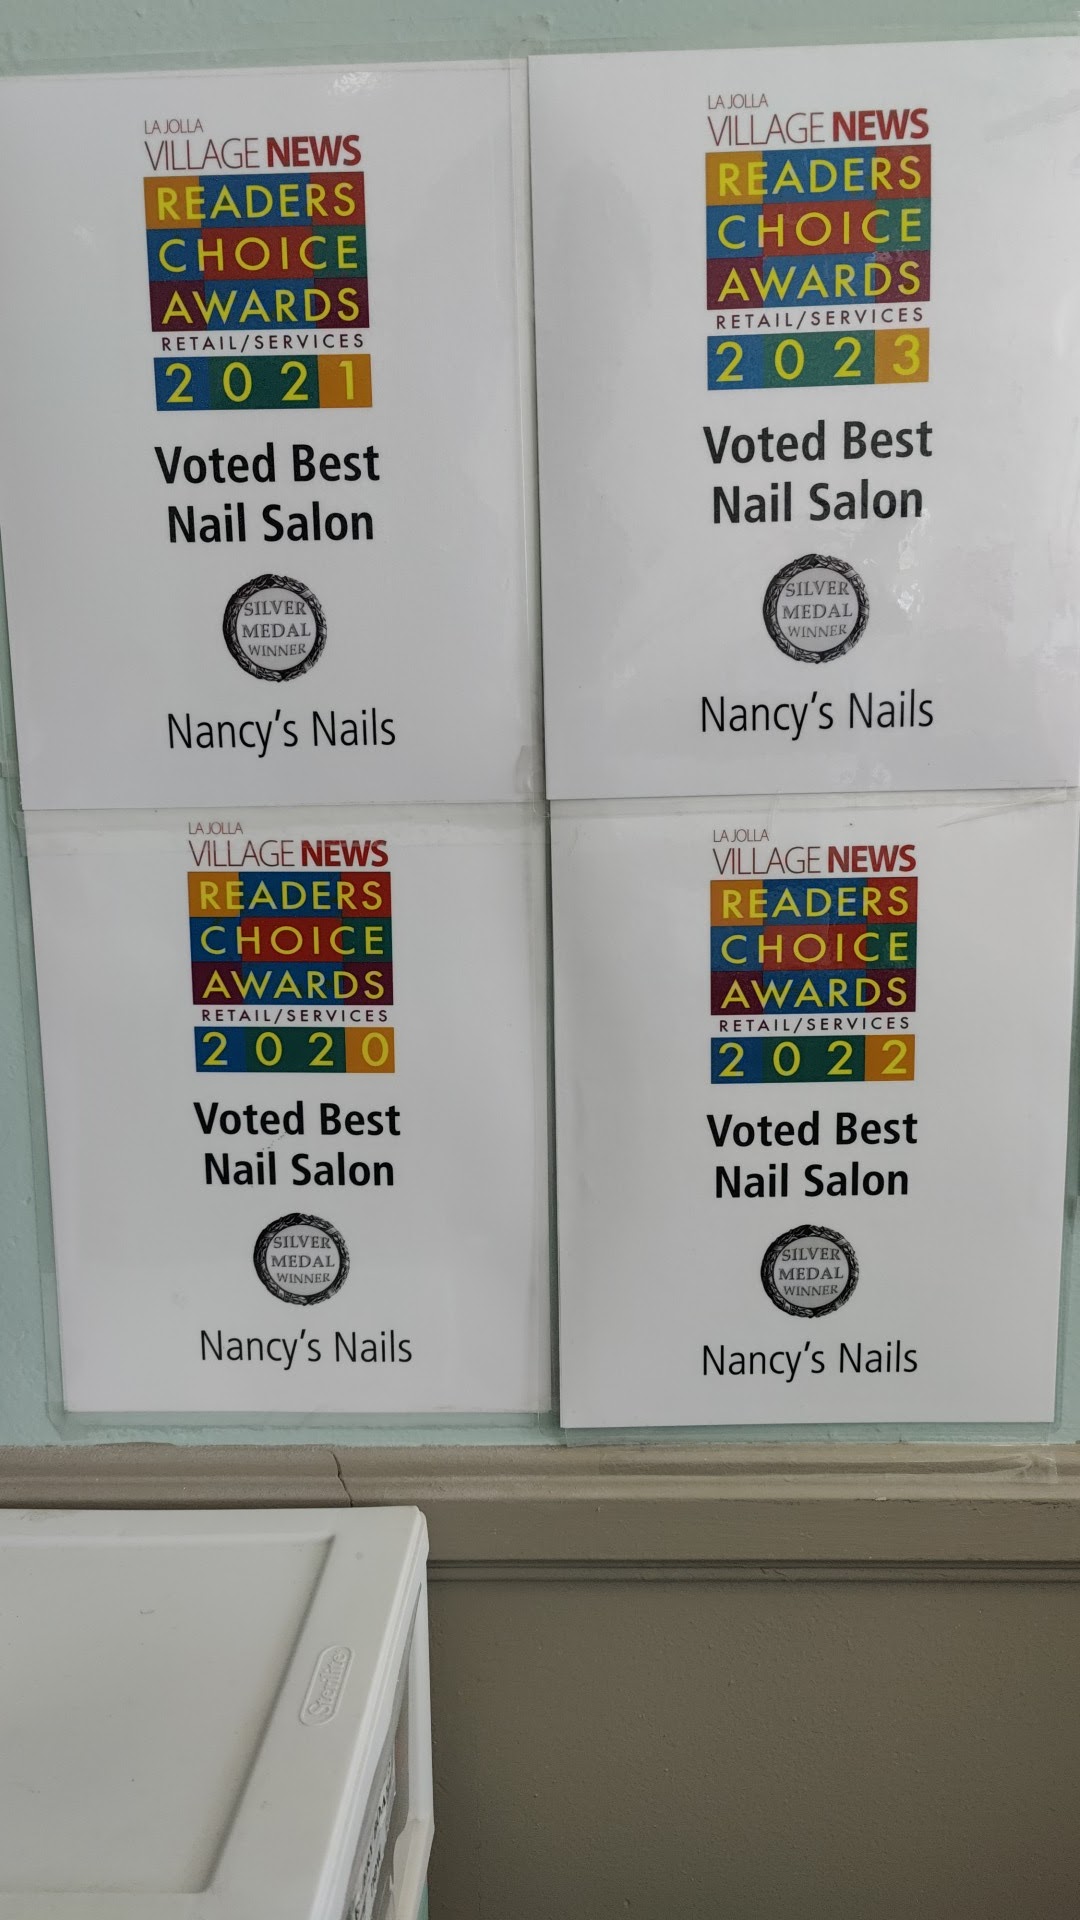 LA JOLLA
VILLAGE NEWS
READERS
CHOICE
AWARDS
RETAIL/SERVICES
2021
Voted Best
Nail Salon
SILVER
MEDAL
WINNER
Nancy's Nails
LA JOLLA
VILLAGE NEWS
READERS
CHOICE
AWARDS
RETAIL/SERVICES
2023
Voted Best
Nail Salon
SILVER
MEDAL
WINNER
Nancy's Nails
LA JOLLA
VILLAGE NEWS
READERS
CHOICE
AWARDS
RETAIL/SERVICES
2020
Voted Best
Nail Salon
SILVER
MEDAL
WINNER
Nancy's Nails
LA JOLLA
VILLAGE NEWS
READERS
CHOICE
AWARDS
RETAIL/SERVICES
2022
Voted Best
Nail Salon
SILVER
MEDAL
WINNER
Nancy's Nails
Sterilite